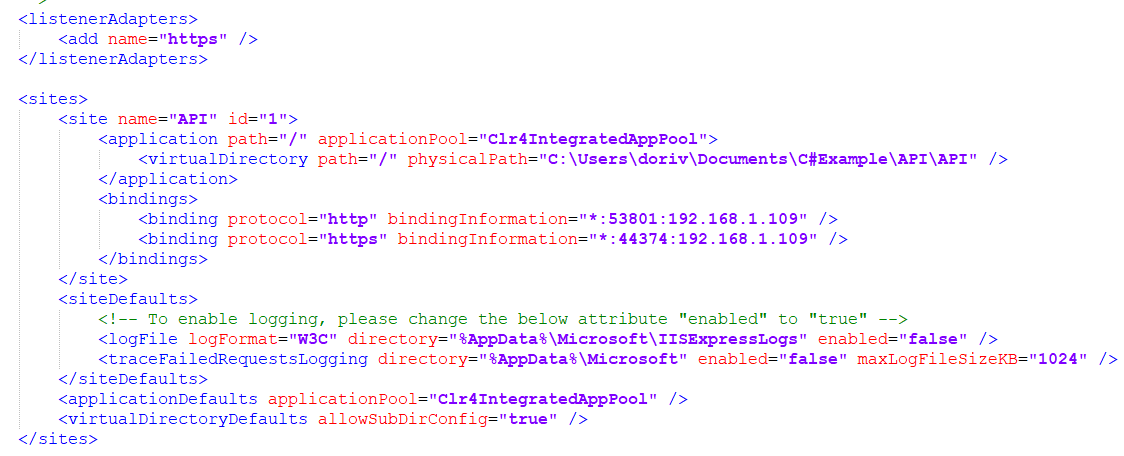 <listenerAdapters>
<add name="https" />
</listenerAdapters>
<sites>
<site name="API" id="1">
<application path="/" applicationPool="Clr4IntegratedAppPool">
<virtualDirectory path="/" physicalPath="C:\Users\doriv\Documents\C#Example\API\API" />
</application>
<bindings>
<binding protocol="http" bindingInformation="*:53801:192.168.1.109" />
<binding protocol="https" bindingInformation="*:44374:192.168.1.109" />
</bindings>
</site>
<siteDefaults>
<!-- To enable logging, please change the below attribute "enabled" to "true" -->
<logFile logFormat="W3C" directory="%AppData%\Microsoft\IISExpressLogs" enabled="false" />
<traceFailedRequestsLogging directory="%AppData%\Microsoft" enabled="false" maxLogFileSizeKB="1024" />
</siteDefaults>
<applicationDefaults applicationPool="Clr4IntegratedAppPool" />
<virtualDirectoryDefaults allowSubDirConfig="true" />
</sites>